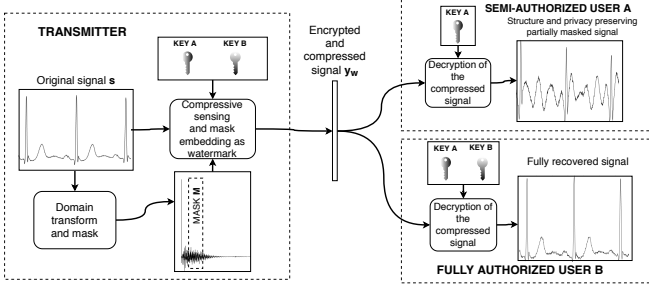 TRANSMITTER
Original signal s
KEY A
KEY B
Compressive
sensing
and mask
embedding as
watermark
Domain
transform
and mask
MASK M
Encrypted
and
compressed
signal yw
SEMI-AUTHORIZED USER A
Structure and privacy preserving
partially masked signal
KEY A
Decryption of
the
compressed
signal
KEY A
KEY B
Fully recovered signal
Decryption of
the
compressed
signal
FULLY AUTHORIZED USER B